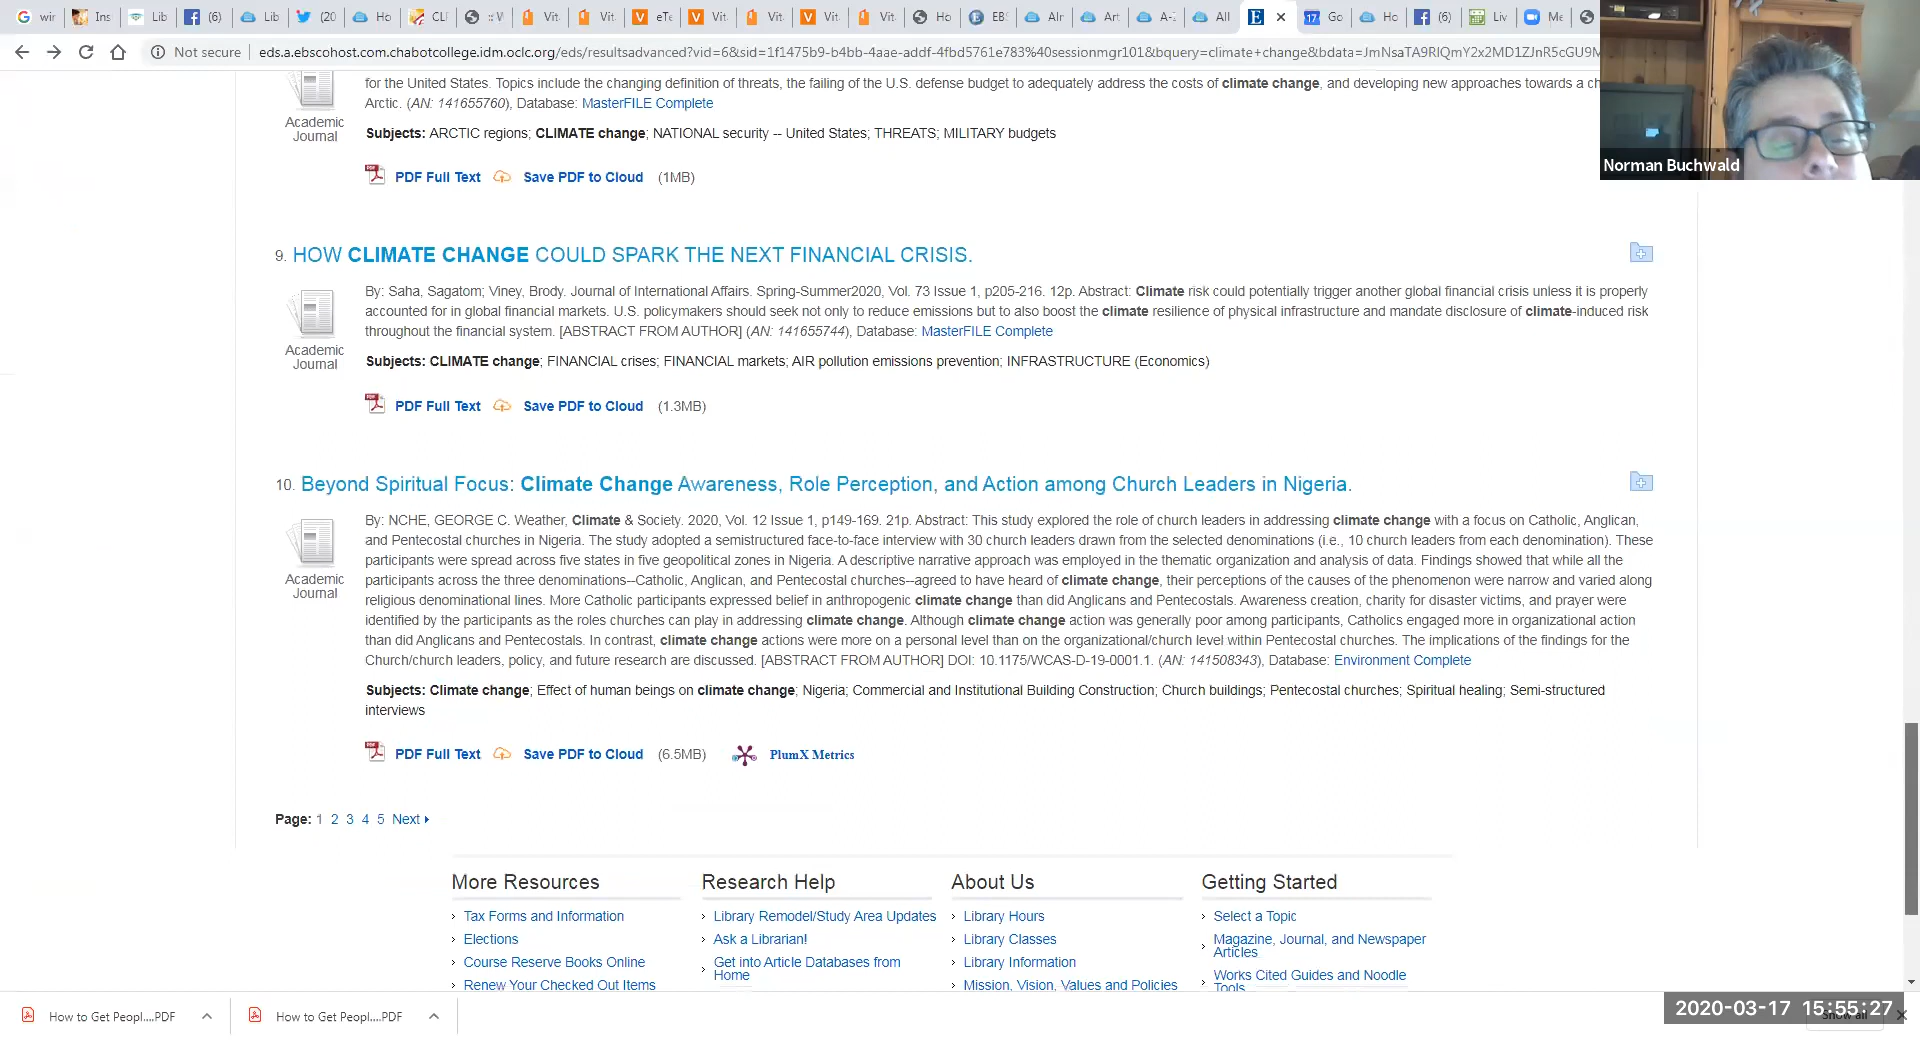 wir
Ins
Lib
(6)
Lib
(20
Ho
CLI
:: W
Vit
Vit
eTe
Vit
Vit
Vit
Vit
Ho
EBS
Alm
Art
A-Z
All
Go
Ho
(6)
Liv
Me
Not secure
eds.a.ebscohost.com.chabotcollege.idm.oclc.org/eds/resultsadvanced?vid=6&sid=1f1475b9-b4bb-4aae-addf-4fbd5761e783%40sessionmgr101&bquery=climate+change&bdata=JmNsaTA9RlQmY2x2MD1ZJnR5cGU9M
Norman Buchwald
for the United States. Topics include the changing definition of threats, the failing of the U.S. defense budget to adequately address the costs of climate change, and developing new approaches towards a ch
Arctic. (AN: 141655760), Database: MasterFILE Complete
Academic
Journal
Subjects: ARCTIC regions; CLIMATE change; NATIONAL security -- United States; THREATS; MILITARY budgets
PDF Full Text Save PDF to Cloud (1MB)
9. HOW CLIMATE CHANGE COULD SPARK THE NEXT FINANCIAL CRISIS.
By: Saha, Sagatom; Viney, Brody. Journal of International Affairs. Spring-Summer2020, Vol. 73 Issue 1, p205-216. 12p. Abstract: Climate risk could potentially trigger another global financial crisis unless it is properly
accounted for in global financial markets. U.S. policymakers should seek not only to reduce emissions but to also boost the climate resilience of physical infrastructure and mandate disclosure of climate-induced risk
throughout the financial system. [ABSTRACT FROM AUTHOR] (AN: 141655744), Database: MasterFILE Complete
Academic
Journal
Subjects: CLIMATE change; FINANCIAL crises; FINANCIAL markets; AIR pollution emissions prevention; INFRASTRUCTURE (Economics)
PDF Full Text Save PDF to Cloud (1.3MB)
10. Beyond Spiritual Focus: Climate Change Awareness, Role Perception, and Action among Church Leaders in Nigeria.
By: NCHE, GEORGE C. Weather, Climate & Society. 2020, Vol. 12 Issue 1, p149-169. 21p. Abstract: This study explored the role of church leaders in addressing climate change with a focus on Catholic, Anglican,
and Pentecostal churches in Nigeria. The study adopted a semistructured face-to-face interview with 30 church leaders drawn from the selected denominations (i.e., 10 church leaders from each denomination). These
participants were spread across five states in five geopolitical zones in Nigeria. A descriptive narrative approach was employed in the thematic organization and analysis of data. Findings showed that while all the
participants across the three denominations--Catholic, Anglican, and Pentecostal churches--agreed to have heard of climate change, their perceptions of the causes of the phenomenon were narrow and varied along
religious denominational lines. More Catholic participants expressed belief in anthropogenic climate change than did Anglicans and Pentecostals. Awareness creation, charity for disaster victims, and prayer were
identified by the participants as the roles churches can play in addressing climate change. Although climate change action was generally poor among participants, Catholics engaged more in organizational action
than did Anglicans and Pentecostals. In contrast, climate change actions were more on a personal level than on the organizational/church level within Pentecostal churches. The implications of the findings for the
Church/church leaders, policy, and future research are discussed. [ABSTRACT FROM AUTHOR] DOI: 10.1175/WCAS-D-19-0001.1. (AN: 141508343), Database: Environment Complete
Academic
Journal
Subjects: Climate change; Effect of human beings on climate change; Nigeria; Commercial and Institutional Building Construction; Church buildings; Pentecostal churches; Spiritual healing; Semi-structured
interviews
PDF Full Text Save PDF to Cloud (6.5MB) PlumX Metrics
Page: 1 2 3 4 5 Next
More Resources
Tax Forms and Information
Elections
Course Reserve Books Online
Renew Your Checked Out Items
Research Help
Library Remodel/Study Area Updates
Ask a Librarian!
Get into Article Databases from
Home
About Us
Library Hours
Library Classes
Library Information
Mission, Vision, Values and Policies
Getting Started
Select a Topic
Magazine, Journal, and Newspaper
Articles
Works Cited Guides and Noodle
Tools
How to Get Peopl....PDF
How to Get Peopl....PDF
Show all
2020-03-17 15:55:27